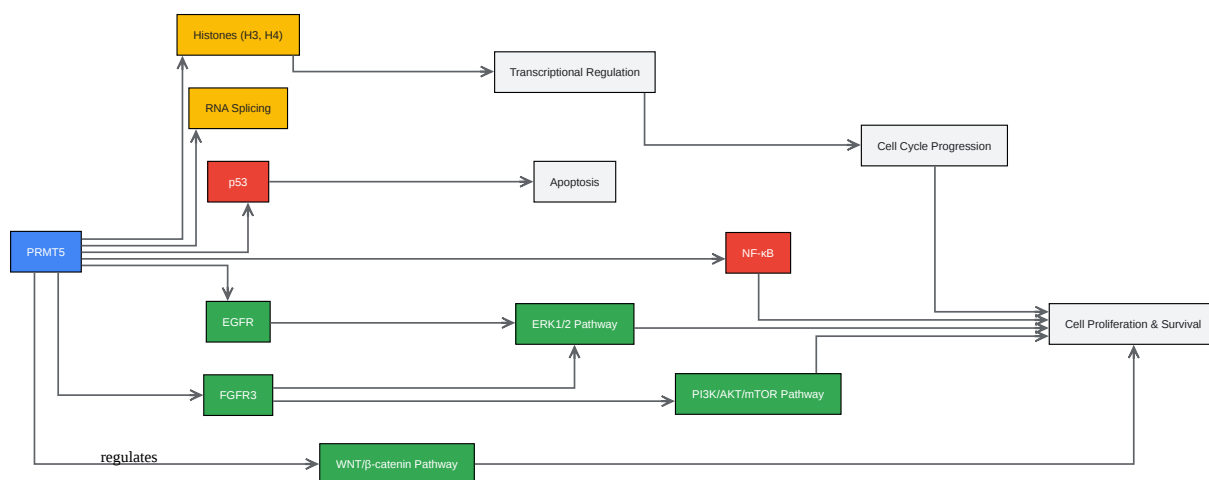 Histones (H3, H4)
Transcriptional Regulation
RNA Splicing
Cell Cycle Progression
p53
Apoptosis
PRMT5
NF-κB
EGFR
ERK1/2 Pathway
Cell Proliferation & Survival
FGFR3
PI3K/AKT/mTOR Pathway
regulates
WNT/β-catenin Pathway